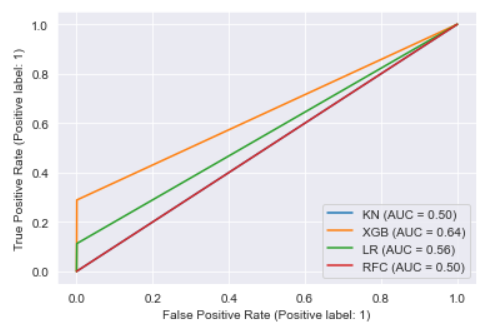 1.0
0.8
0.6
0.4
0.2
0.0
True Positive Rate (Positive label: 1)
KN (AUC = 0.50)
XGB (AUC = 0.64)
LR (AUC = 0.56)
RFC (AUC = 0.50)
0.0 0.2 0.4 0.6 0.8 1.0
False Positive Rate (Positive label: 1)